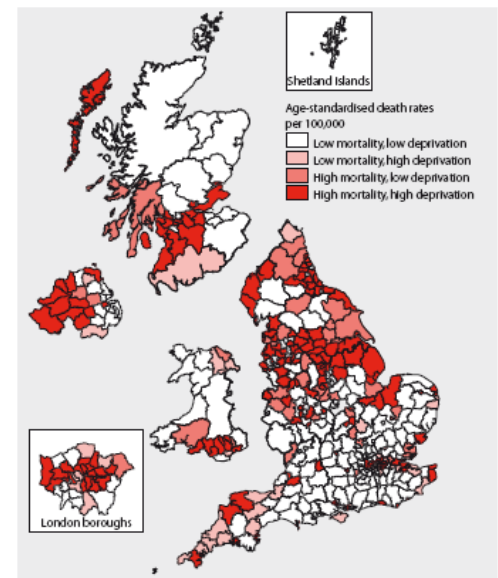 Shetland Islands
Age-standardised death rates
per 100,000
Low mortality, low deprivation
Low mortality, high deprivation
High mortality, low deprivation
High mortality, high deprivation
London boroughs